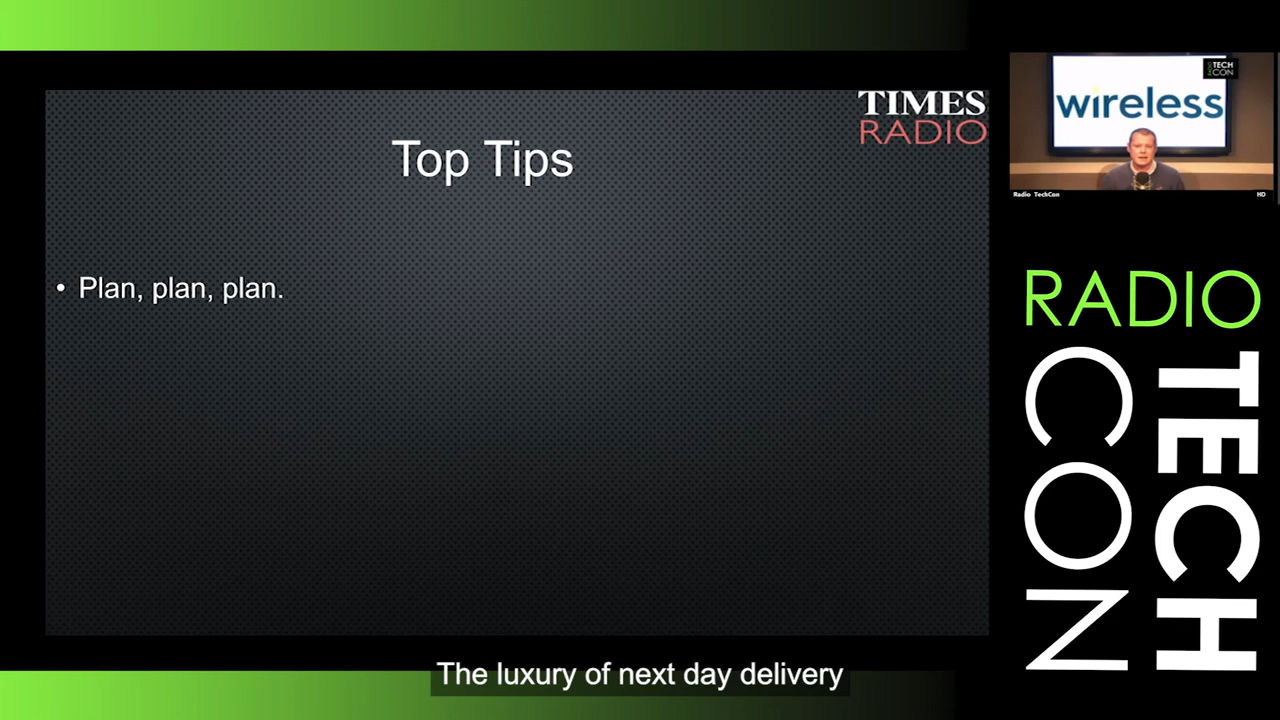 TIMES
RADIO
Top Tips
• Plan, plan, plan.
The luxury of next day delivery
wireless
RADIO
TECH
CON
Radio TechCon
HD
RADIO
TECH
CON